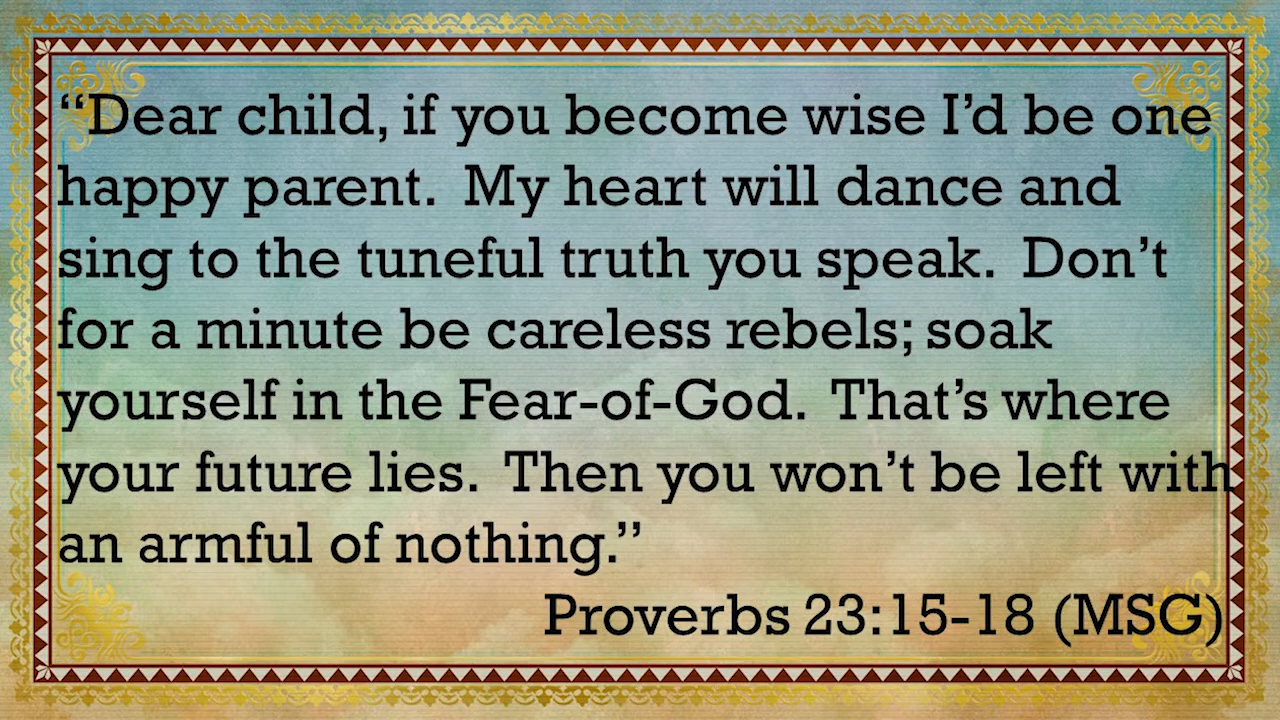 “Dear child, if you become wise I’d be one
happy parent.  My heart will dance and
sing to the tuneful truth you speak.  Don’t
for a minute be careless rebels; soak
yourself in the Fear-of-God.  That’s where
your future lies.  Then you won’t be left with
an armful of nothing.”
Proverbs 23:15-18 (MSG)